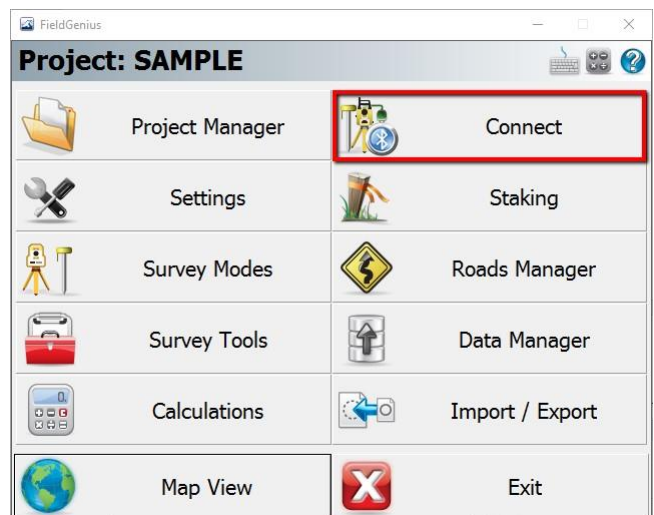 FieldGenius
Project: SAMPLE
Project Manager
Connect
Settings
Staking
Survey Modes
Roads Manager
Survey Tools
Data Manager
0.
Calculations
Import / Export
Map View
Exit